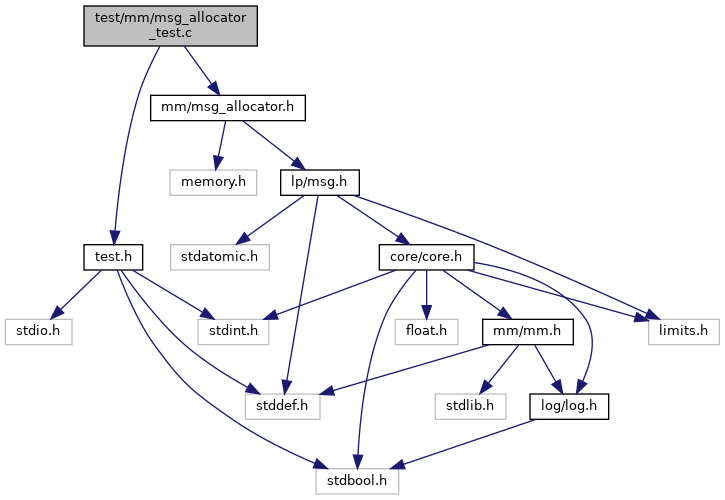 test/mm/msg_allocator
_test.c
mm/msg_allocator.h
memory.h
lp/msg.h
test.h
stdatomic.h
core/core.h
stdio.h
stdint.h
float.h
mm/mm.h
limits.h
stddef.h
stdlib.h
log/log.h
stdbool.h